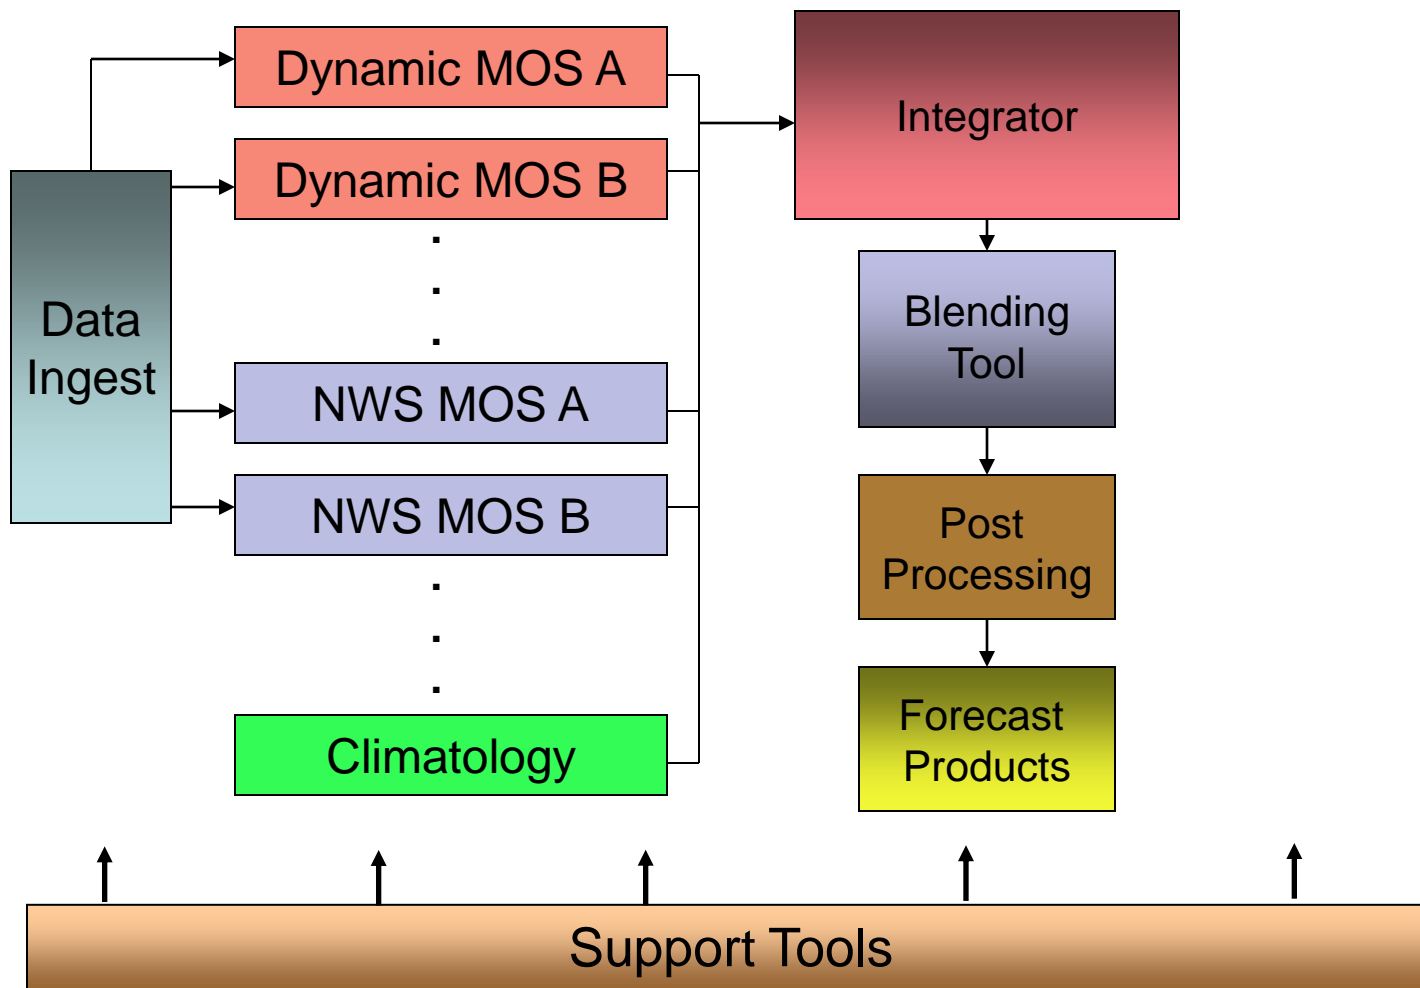 Dynamic MOS A
Integrator
Dynamic MOS B
.
.
.
Data
Ingest
Blending
Tool
NWS MOS A
NWS MOS B
Post
Processing
.
.
.
Forecast
Products
Climatology
Support Tools